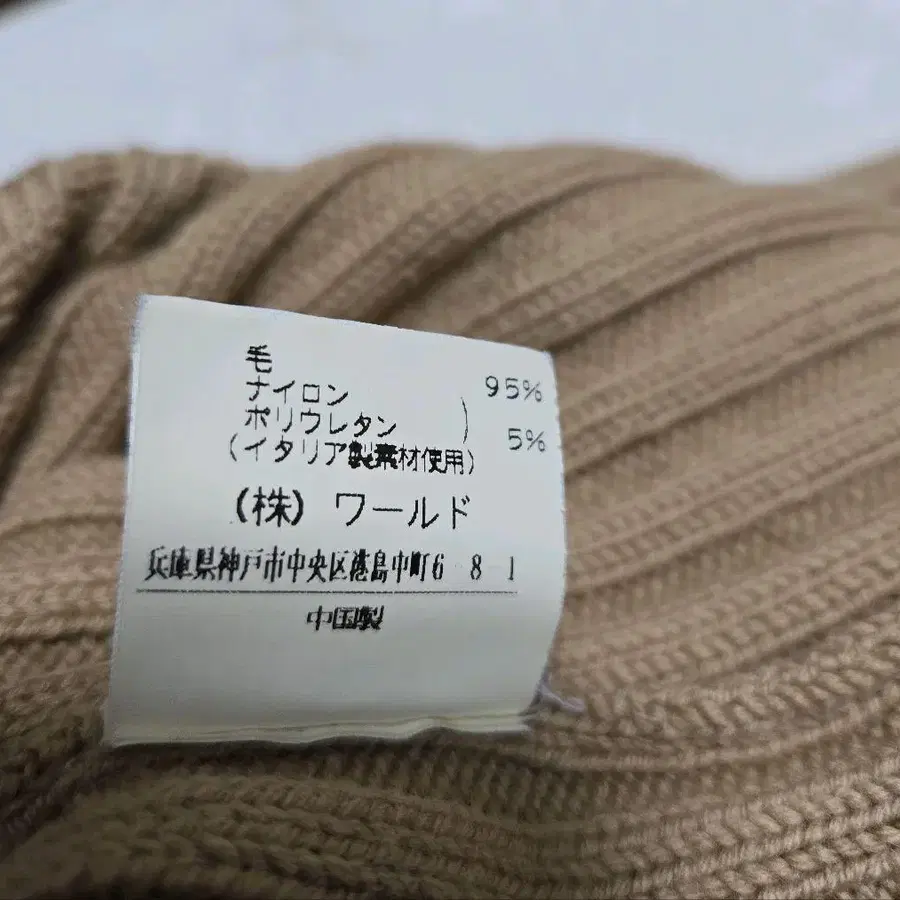 毛 95%
ナイロン
ポリウレタン ) 5%
(イタリア製素材使用)
(株) ワールド
兵庫県神戸市中央区港島中町6 8 1
中国製